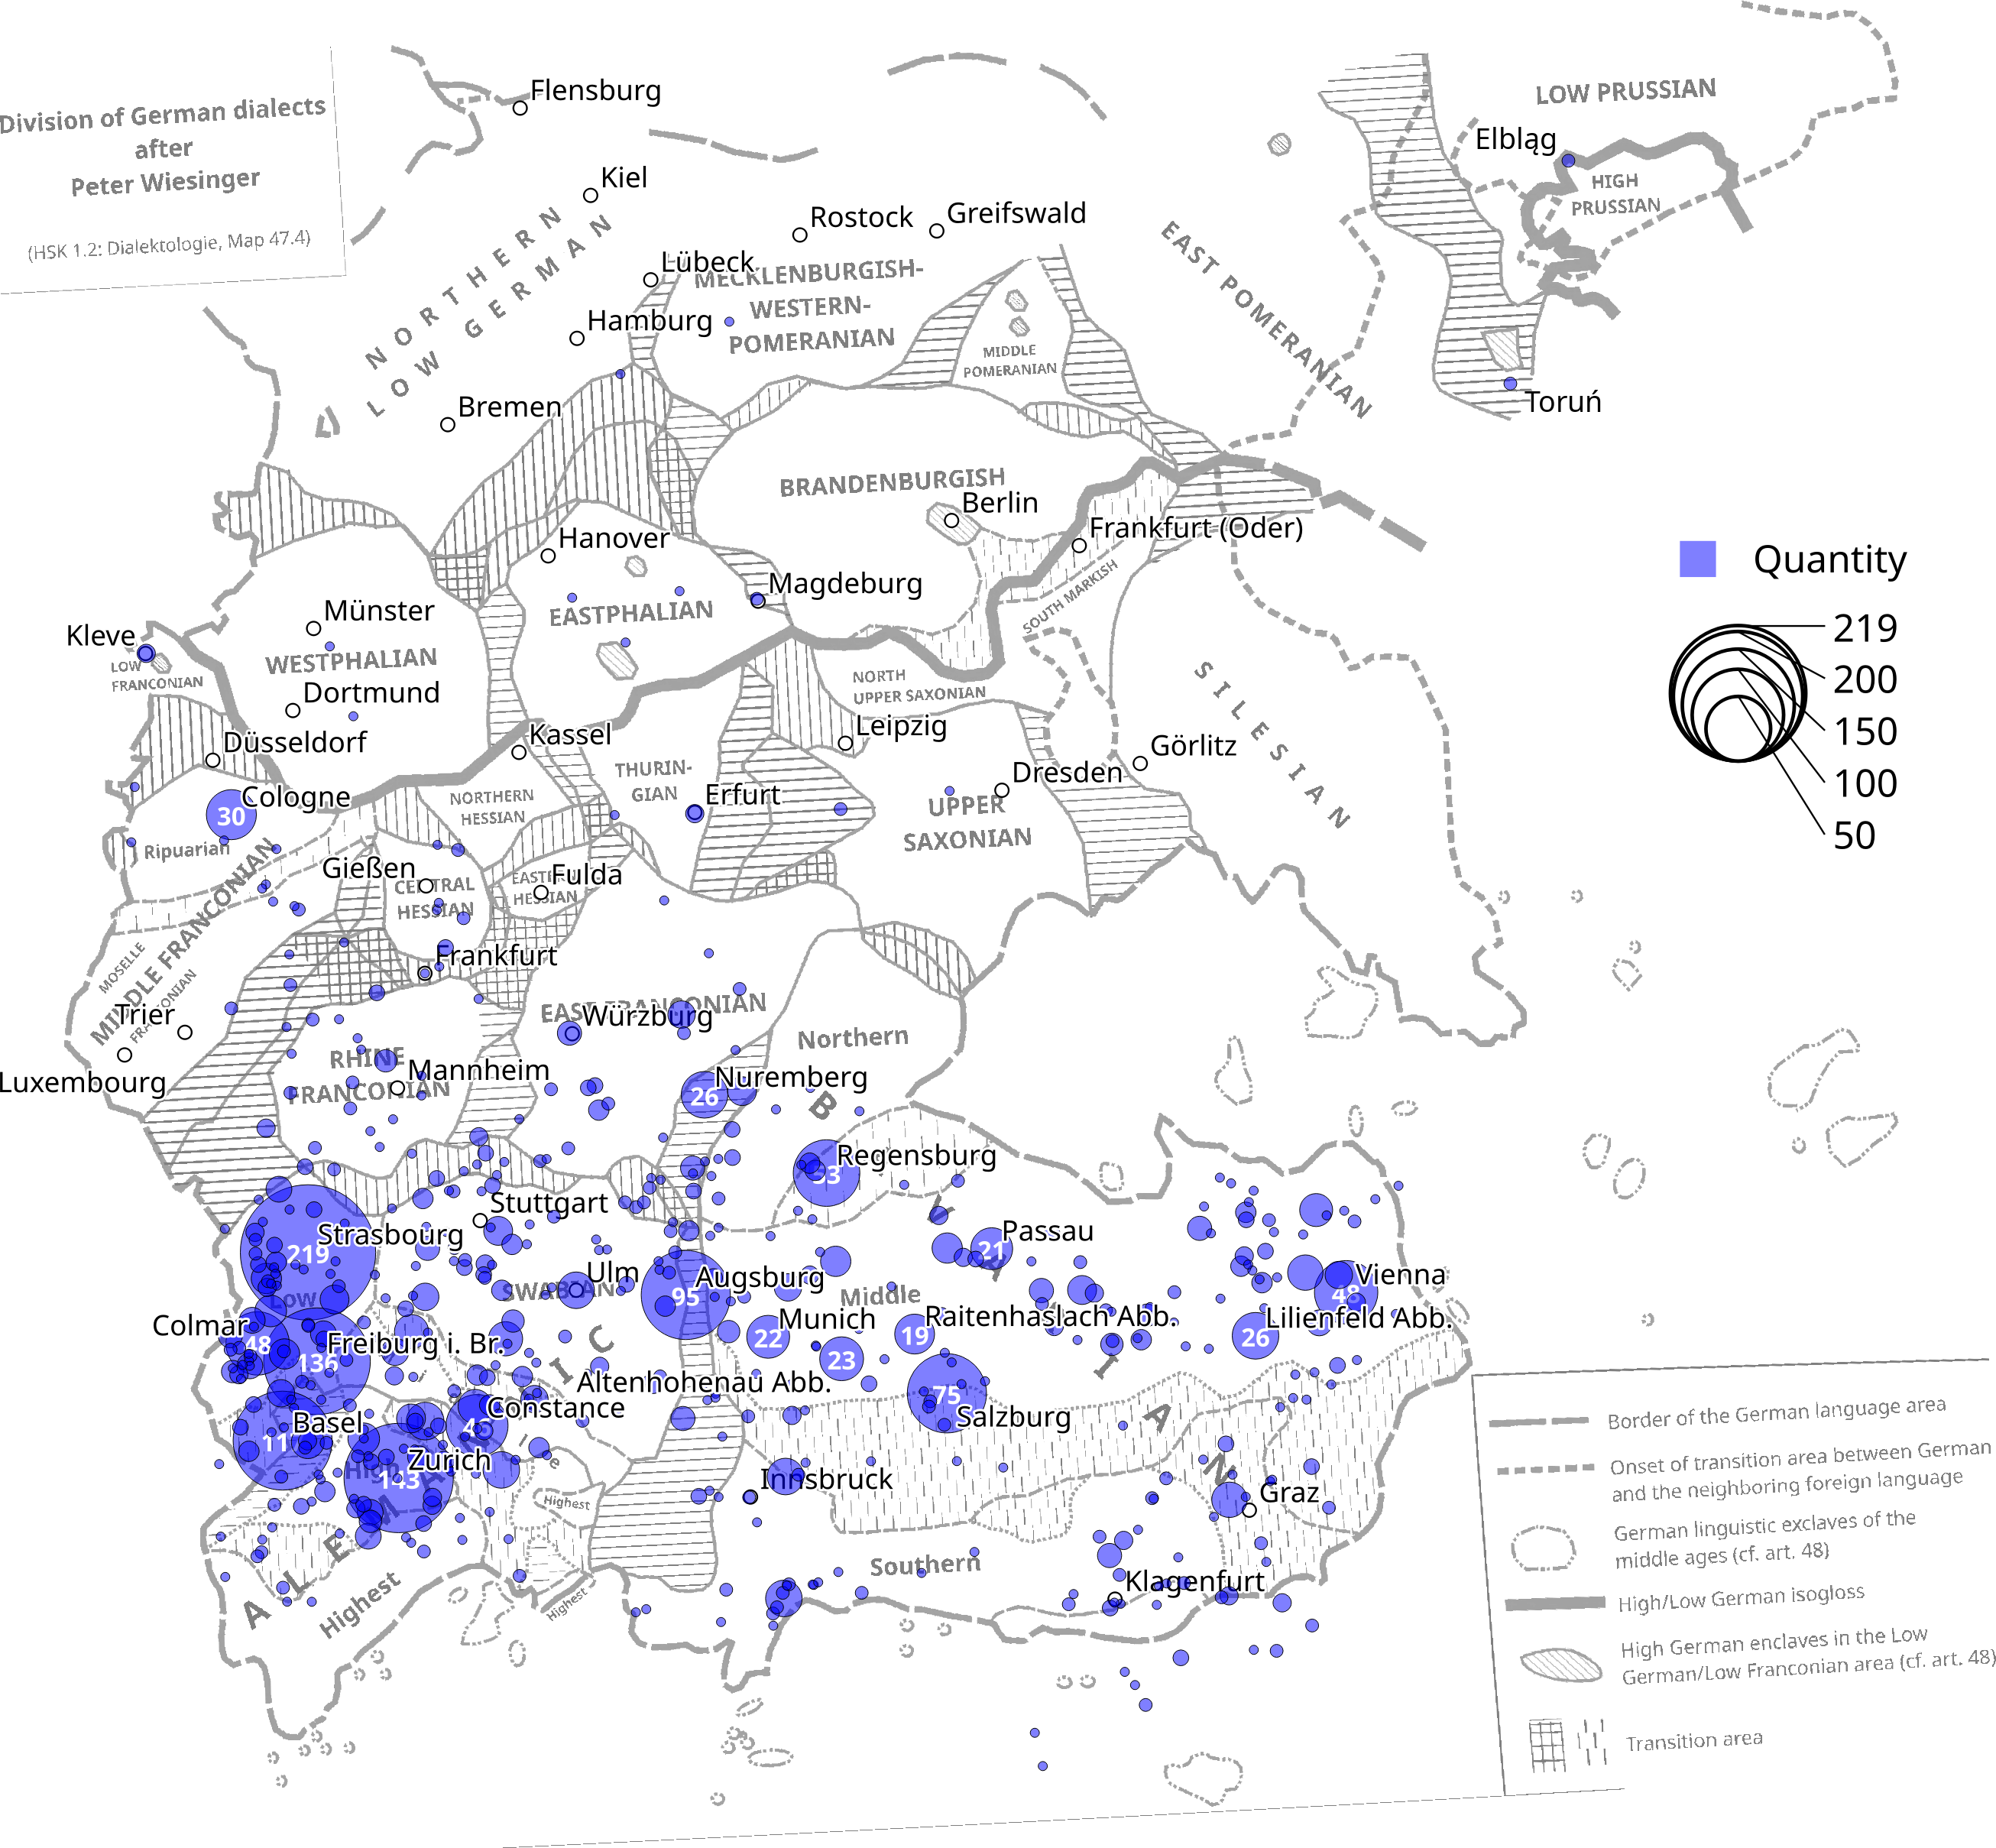 Division of German dialects
after
Peter Wiesinger
(HSK 1.2: Dialektologie, Map 47.4)
Flensburg
Kiel
Rostock
Greifswald
Lübeck
Hamburg
Bremen
NORTHERN
LOW GERMAN
MECKLENBURGISH-
WESTERN-
POMERANIAN
MIDDLE
POMERANIAN
EAST POMERANIAN
LOW PRUSSIAN
Elbląg
HIGH
PRUSSIAN
Toruń
BRANDENBURGISH
Berlin
Frankfurt (Oder)
SOUTH MARKISH
Hanover
Magdeburg
EASTPHALIAN
Münster
WESTPHALIAN
Dortmund
Kleve
LOW
FRANCONIAN
Düsseldorf
Kassel
Cologne
30
Ripuarian
MIDDLE FRANCONIAN
MOSELLE
FRANCONIAN
NORTHERN
HESSIAN
THURIN-
GIAN
Erfurt
NORTH
UPPER SAXONIAN
Leipzig
Dresden
Görlitz
UPPER
SAXONIAN
SILESIAN
Quantity
219
200
150
100
50
Gießen
CENTRAL
HESSIAN
Fulda
HESSIAN
Frankfurt
Trier
Luxembourg
RHINE
FRANCONIAN
Mannheim
EAST FRANCONIAN
Würzburg
Northern
Nuremberg
26
Regensburg
Stuttgart
Strasbourg
219
Low
SWABIAN
Ulm
Augsburg
95
Middle
Passau
21
Munich
22
23
Raitenhaslach Abb.
19
Vienna
48
Lilienfeld Abb.
26
Colmar
48
Freiburg i. Br.
136
Altenhohenau Abb.
Constance
Basel
Zurich
143
High
75
Salzburg
Innsbruck
Graz
Klagenfurt
Southern
Highest
Highest
Highest
ALEMANNIC
BAVARIAN
Border of the German language area
Onset of transition area between German
and the neighboring foreign language
German linguistic exclaves of the
middle ages (cf. art. 48)
High/Low German isogloss
High German enclaves in the Low
German/Low Franconian area (cf. art. 48)
Transition area